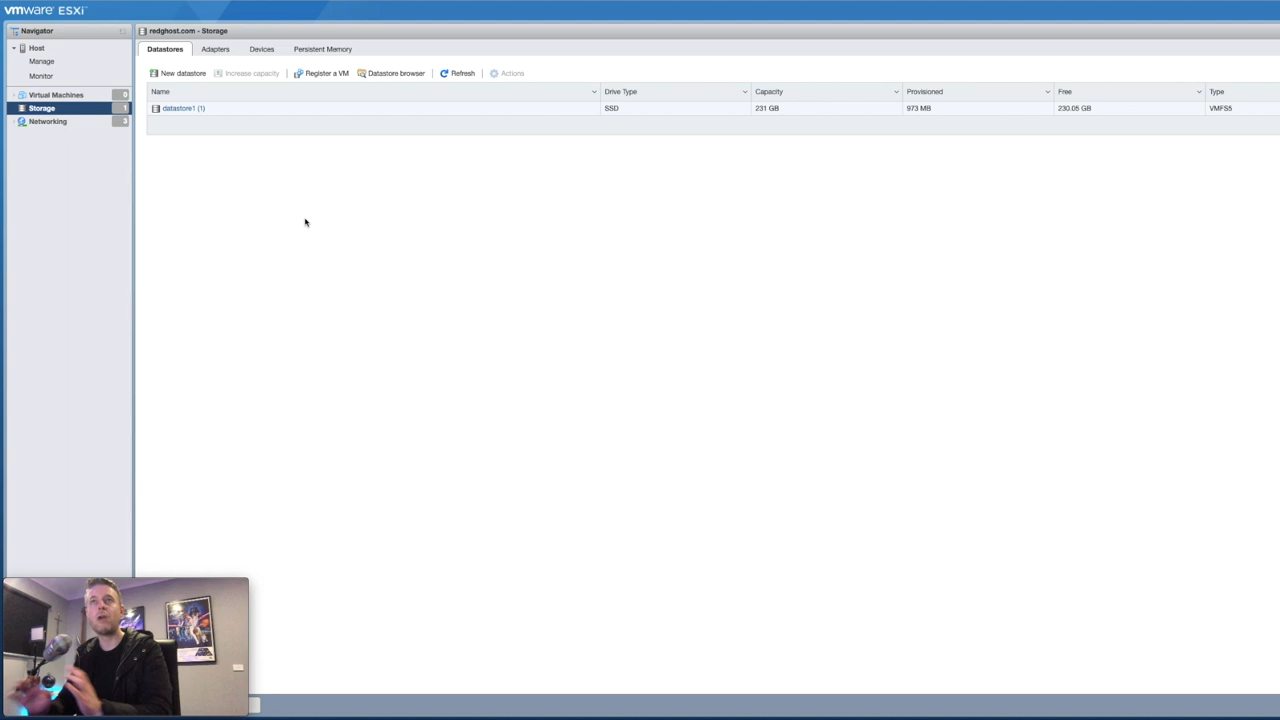 vmware ESXi
Navigator
redghost.com - Storage
Host
Manage
Monitor
Virtual Machines 0
Storage 1
Networking 3
Datastores Adapters Devices Persistent Memory
New datastore Increase capacity Register a VM Datastore browser Refresh Actions
Name Drive Type Capacity Provisioned Free Type
datastore1 (1) SSD 231 GB 973 MB 230.05 GB VMFS5